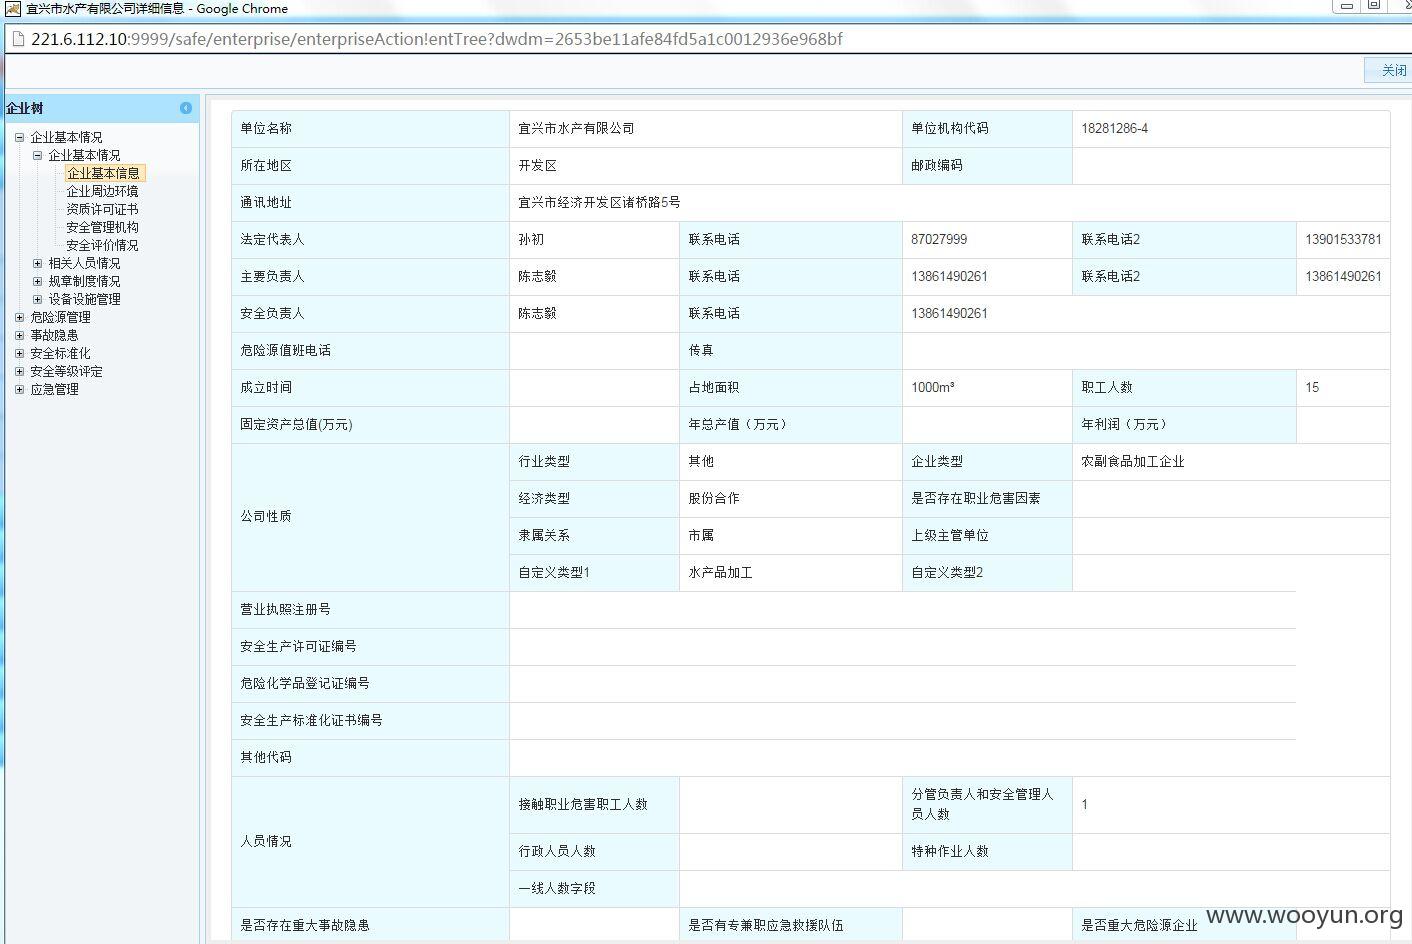 宜兴市水产有限公司详细信息 - Google Chrome
221.6.112.10:9999/safe/enterprise/enterpriseAction!entTree?dwdm=2653be11afe84fd5a1c0012936e968bf
关闭
企业树
企业基本情况
企业基本情况
企业基本信息
企业周边环境
资质许可证书
安全管理机构
安全评价情况
相关人员情况
规章制度情况
设备设施管理
危险源管理
事故隐患
安全标准化
安全等级评定
应急管理
单位名称 宜兴市水产有限公司 单位机构代码 18281286-4
所在地区 开发区 邮政编码
通讯地址 宜兴市经济开发区诸桥路5号
法定代表人 孙初 联系电话 87027999 联系电话2 13901533781
主要负责人 陈志毅 联系电话 13861490261 联系电话2 13861490261
安全负责人 陈志毅 联系电话 13861490261
危险源值班电话 传真
成立时间 占地面积 1000m³ 职工人数 15
固定资产总值(万元) 年总产值（万元） 年利润（万元）
公司性质
行业类型 其他 企业类型 农副食品加工企业
经济类型 股份合作 是否存在职业危害因素
隶属关系 市属 上级主管单位
自定义类型1 水产品加工 自定义类型2
营业执照注册号
安全生产许可证编号
危险化学品登记证编号
安全生产标准化证书编号
其他代码
人员情况
接触职业危害职工人数 分管负责人和安全管理人
员人数 1
行政人员人数 特种作业人数
一线人数字段
是否存在重大事故隐患 是否有专兼职应急救援队伍 是否重大危险源企业
www.wooyun.org